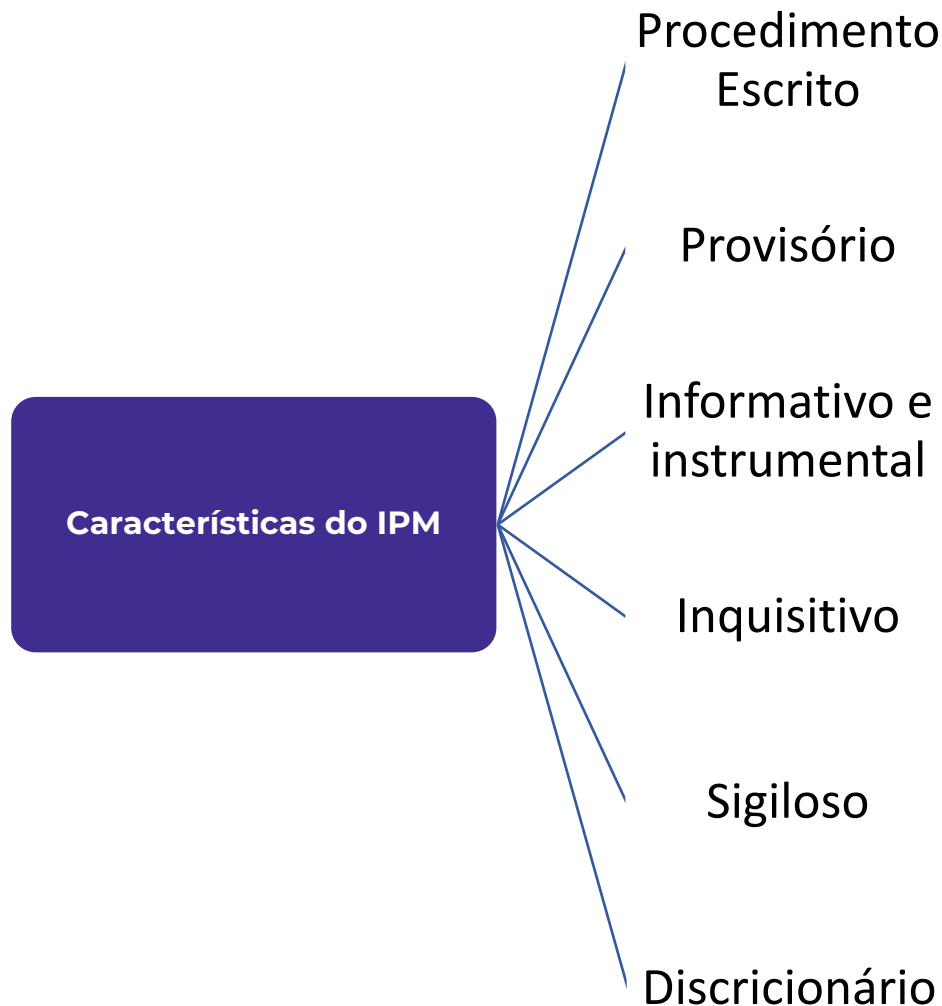 Características do IPM
Procedimento
Escrito
Provisório
Informativo e
instrumental
Inquisitivo
Sigiloso
Discricionário